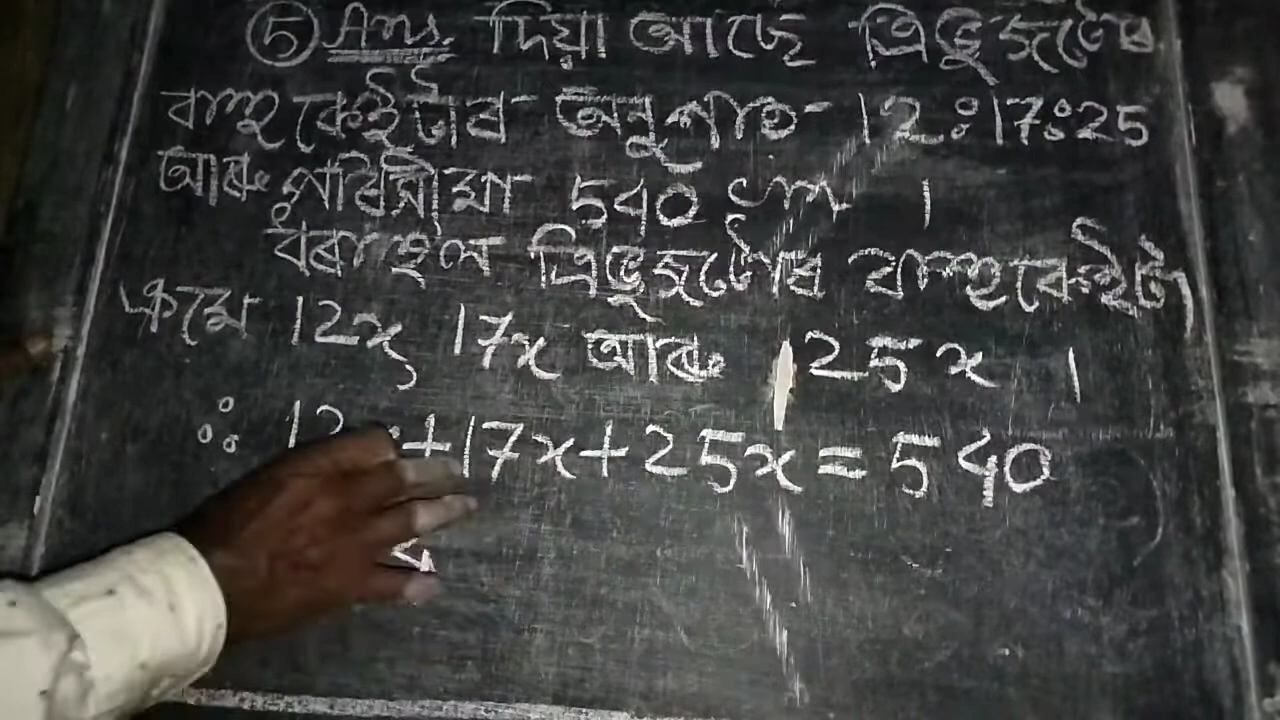 ⑤ Ans. দিয়া আছে ত্ৰিভুজটোৰ
বাহুকেইটাৰ অনুপাত 12:17:25
আৰু পৰিসীমা 540 cm ।
ধৰাহ'ল ত্ৰিভুজটোৰ বাহুকেইটা
ক্ৰমে 12x, 17x আৰু 25x ।
∴ 12x+17x+25x=540